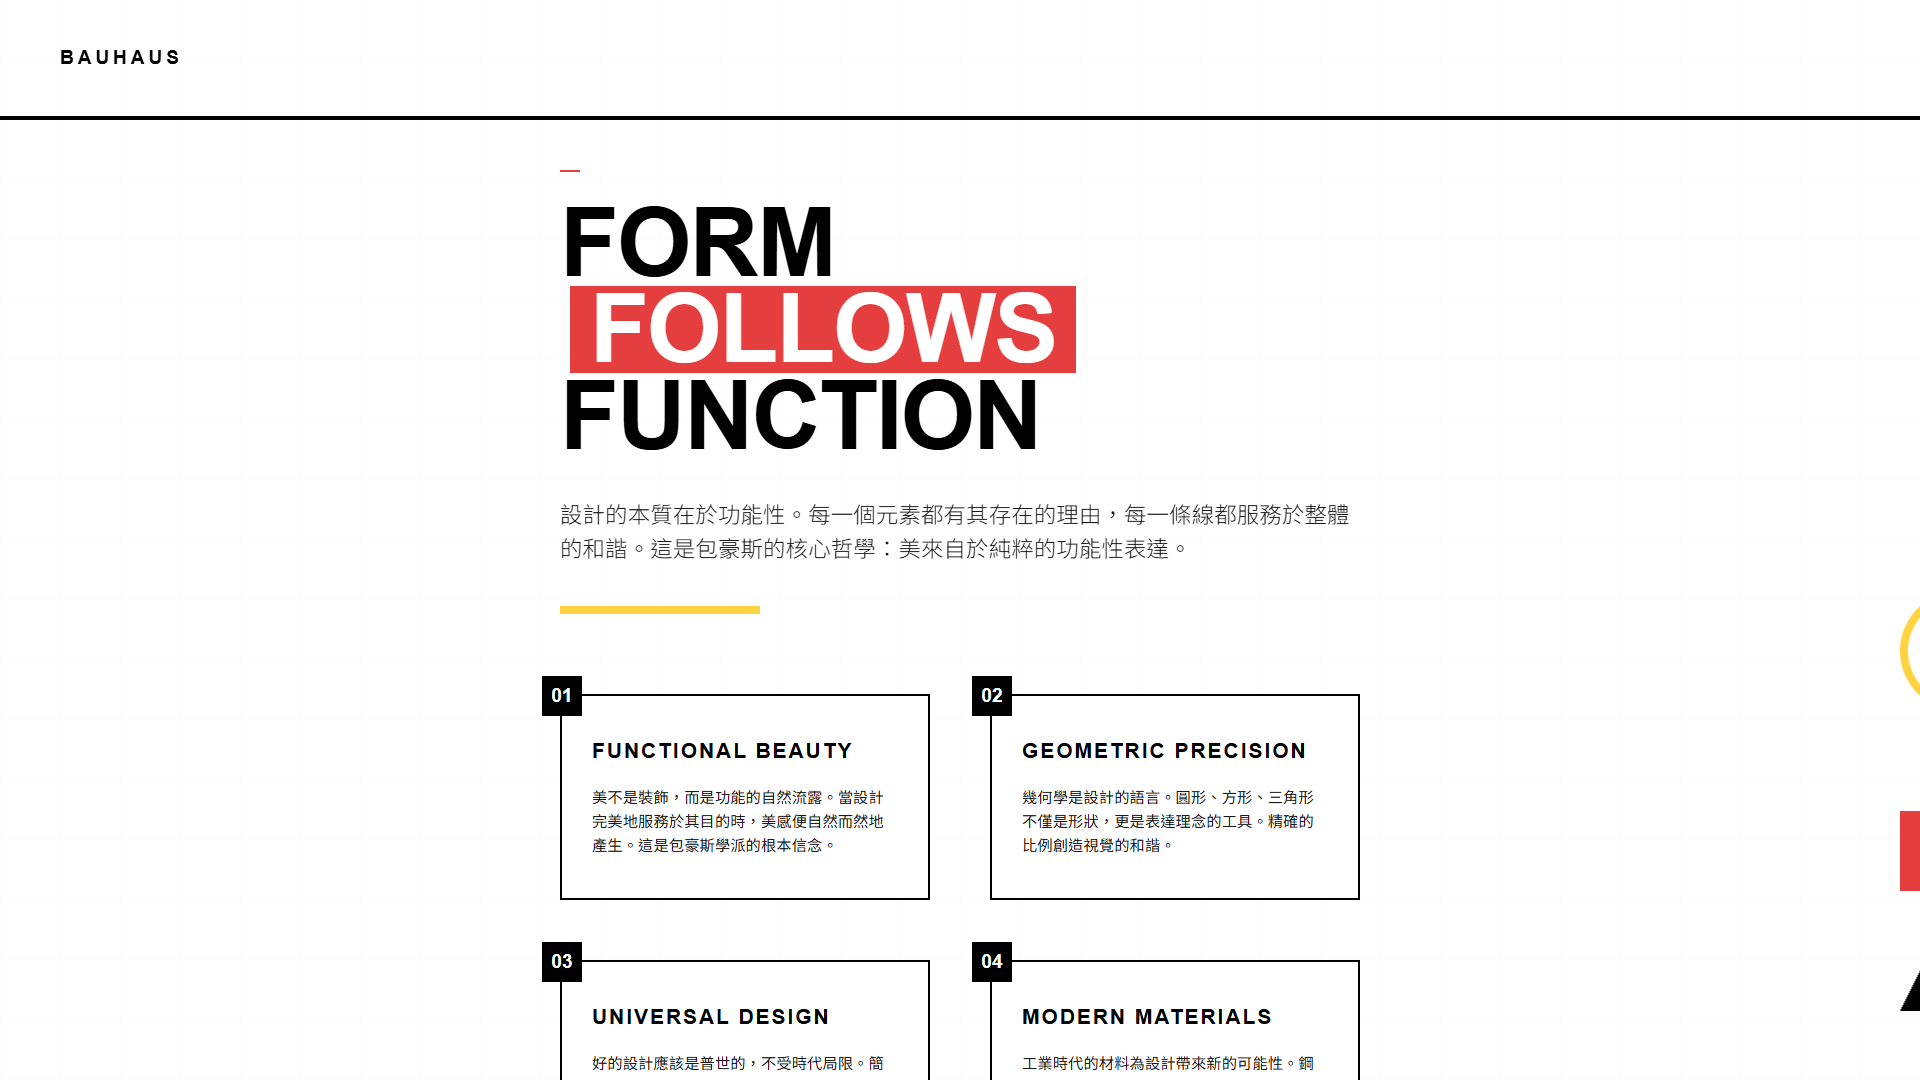 BAUHAUS
FORM
FOLLOWS
FUNCTION
設計的本質在於功能性。每一個元素都有其存在的理由，每一條線都服務於整體
的和諧。這是包豪斯的核心哲學：美來自於純粹的功能性表達。
01
FUNCTIONAL BEAUTY
美不是裝飾，而是功能的自然流露。當設計
完美地服務於其目的時，美感便自然而然地
產生。這是包豪斯學派的根本信念。
02
GEOMETRIC PRECISION
幾何學是設計的語言。圓形、方形、三角形
不僅是形狀，更是表達理念的工具。精確的
比例創造視覺的和諧。
03
UNIVERSAL DESIGN
好的設計應該是普世的，不受時代局限。簡
04
MODERN MATERIALS
工業時代的材料為設計帶來新的可能性。鋼